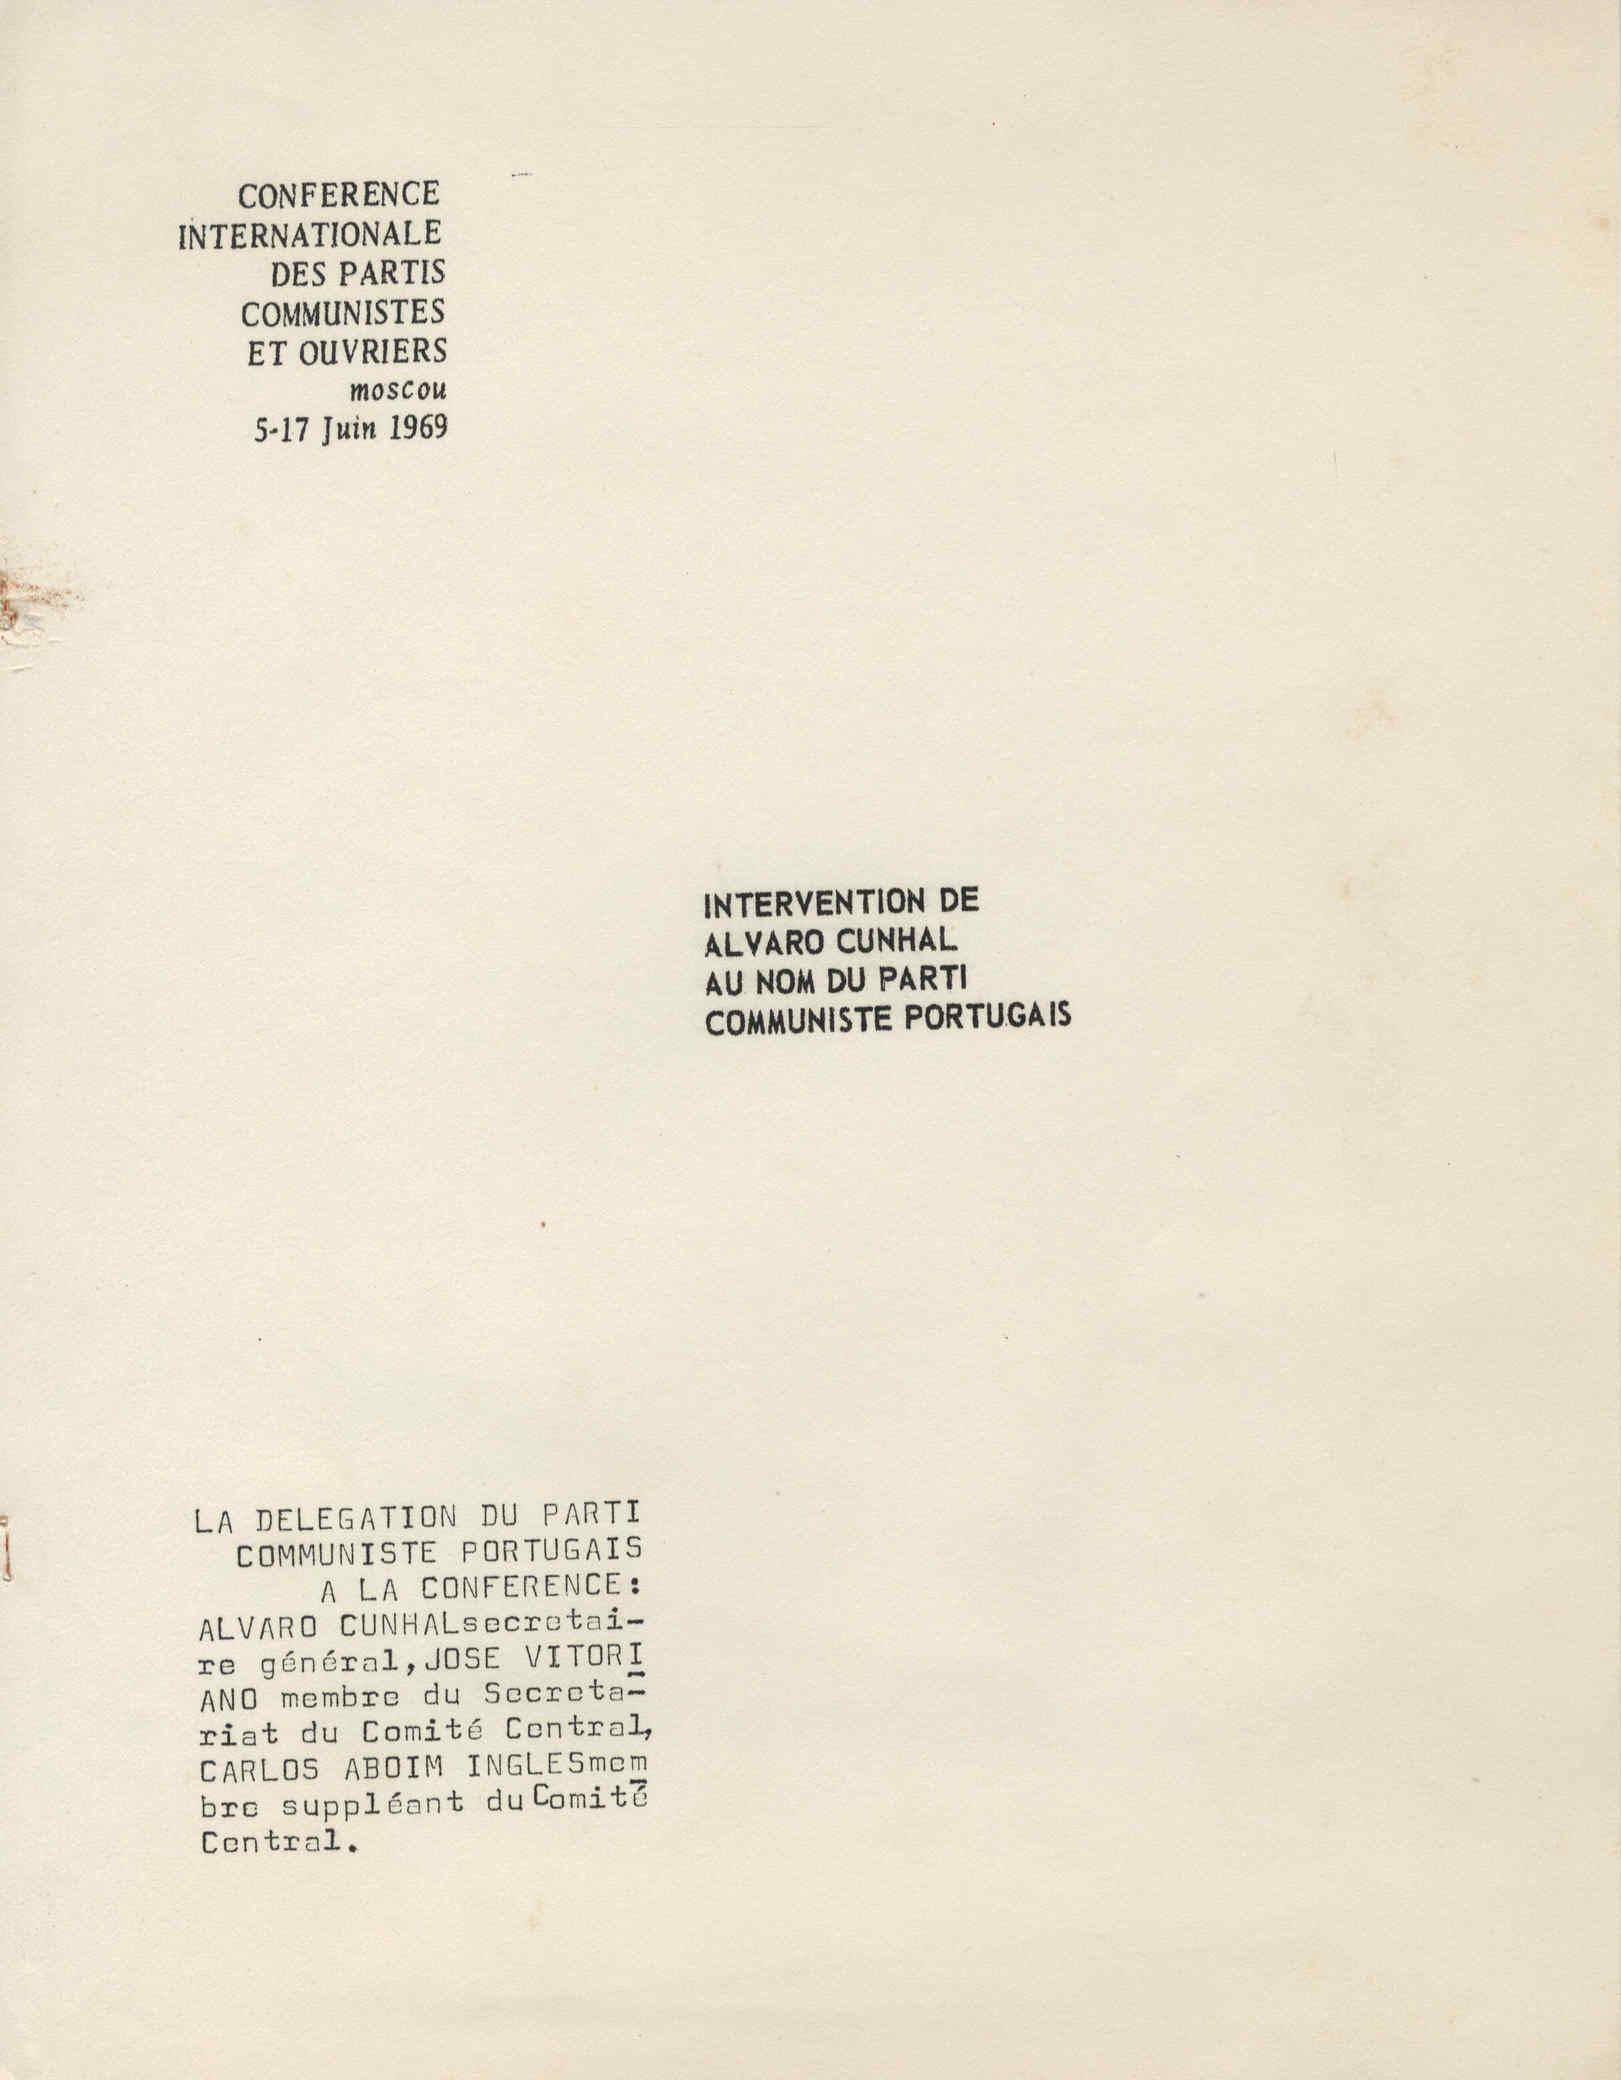 CONFERENCE
INTERNATIONALE
DES PARTIS
COMMUNISTES
ET OUVRIERS
moscou
5-17 Juin 1969
INTERVENTION DE
ALVARO CUNHAL
AU NOM DU PARTI
COMMUNISTE PORTUGAIS
LA DELEGATION DU PARTI
COMMUNISTE PORTUGAIS
A LA CONFERENCE:
ALVARO CUNHALsecretai-
re général,JOSE VITORI
ANO membre du Secreta-
riat du Comité Central,
CARLOS ABOIM INGLESmem
bre suppléant du Comité
Central.